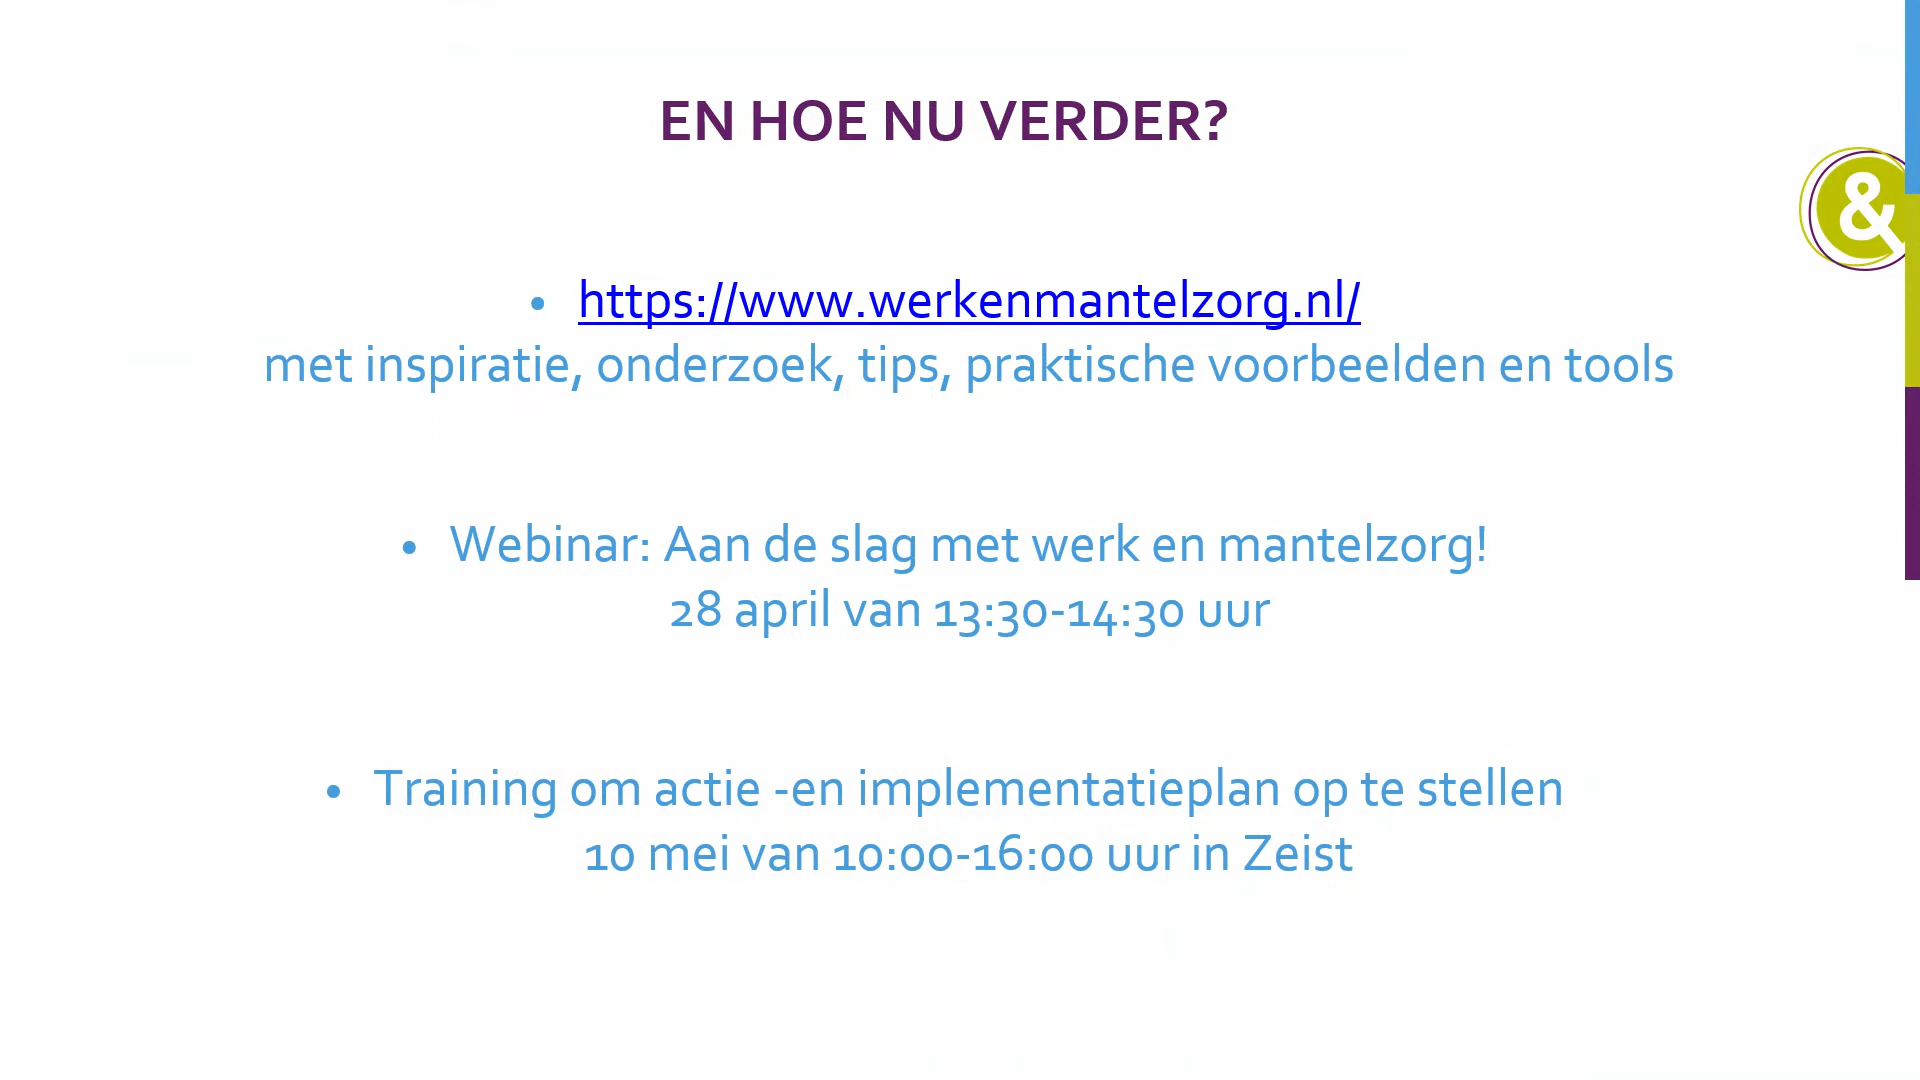 EN HOE NU VERDER?
&
• https://www.werkenmantelzorg.nl/
met inspiratie, onderzoek, tips, praktische voorbeelden en tools
• Webinar: Aan de slag met werk en mantelzorg!
28 april van 13:30-14:30 uur
• Training om actie -en implementatieplan op te stellen
10 mei van 10:00-16:00 uur in Zeist